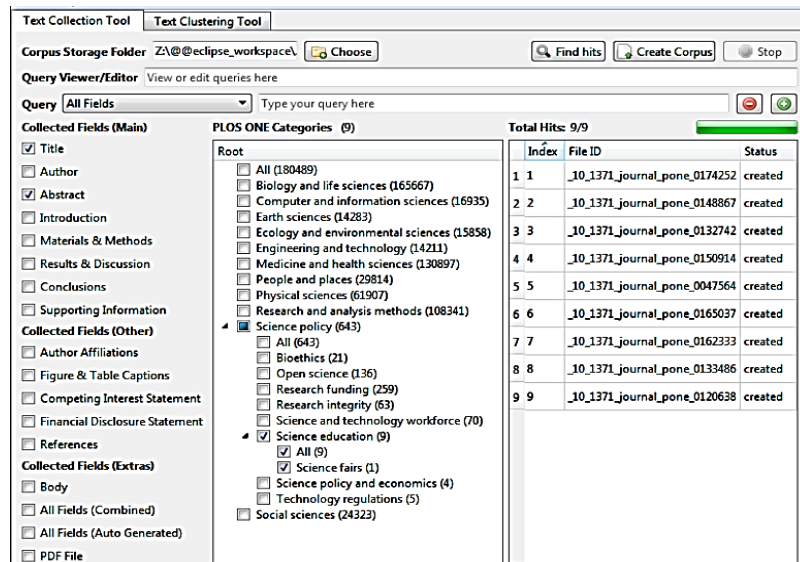 Text Collection Tool Text Clustering Tool
Corpus Storage Folder Z:\@@eclipse_workspace\. Choose Find hits Create Corpus Stop
Query Viewer/Editor View or edit queries here
Query All Fields Type your query here
Collected Fields (Main)
Title
Author
Abstract
Introduction
Materials & Methods
Results & Discussion
Conclusions
Supporting Information
Collected Fields (Other)
Author Affiliations
Figure & Table Captions
Competing Interest Statement
Financial Disclosure Statement
References
Collected Fields (Extras)
Body
All Fields (Combined)
All Fields (Auto Generated)
PDF File
PLOS ONE Categories (9)
Root
All (180489)
Biology and life sciences (165667)
Computer and information sciences (16935)
Earth sciences (14283)
Ecology and environmental sciences (15858)
Engineering and technology (14211)
Medicine and health sciences (130897)
People and places (29814)
Physical sciences (61907)
Research and analysis methods (108341)
Science policy (643)
All (643)
Bioethics (21)
Open science (136)
Research funding (259)
Research integrity (63)
Science and technology workforce (70)
Science education (9)
All (9)
Science fairs (1)
Science policy and economics (4)
Technology regulations (5)
Social sciences (24323)
Total Hits: 9/9
Index File ID Status
1 1 _10_1371_journal_pone_0174252 created
2 2 _10_1371_journal_pone_0148867 created
3 3 _10_1371_journal_pone_0132742 created
4 4 _10_1371_journal_pone_0150914 created
5 5 _10_1371_journal_pone_0047564 created
6 6 _10_1371_journal_pone_0165037 created
7 7 _10_1371_journal_pone_0162333 created
8 8 _10_1371_journal_pone_0133486 created
9 9 _10_1371_journal_pone_0120638 created